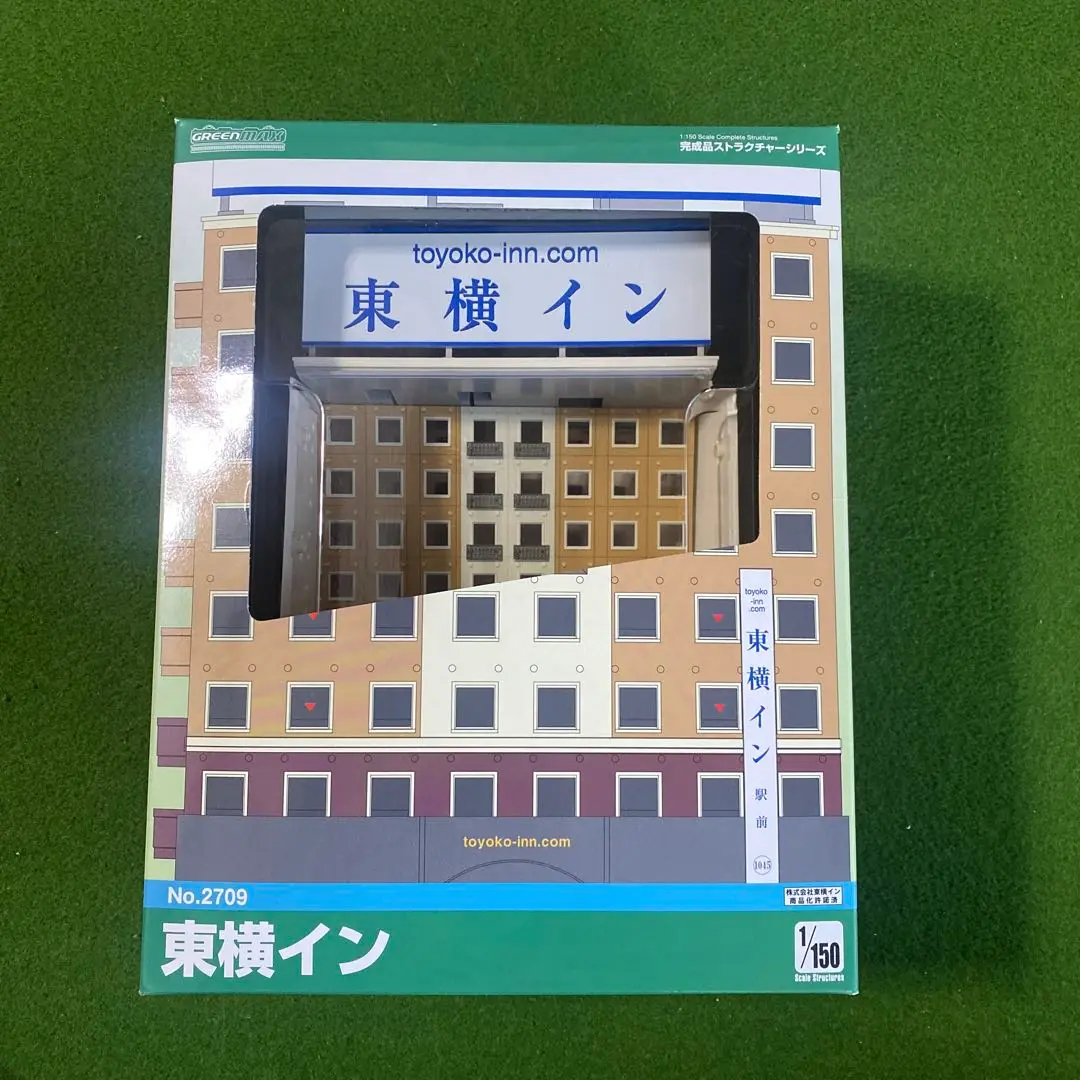 GREENMAX
1:150 Scale Complete Structures
完成品ストラクチャーシリーズ
toyoko-inn.com
東横イン
toyoko
-inn
.com
東横イン
駅前
1045
toyoko-inn.com
No.2709
株式会社東横イン
商品化許諾済
東横イン
1/150
Scale Structures